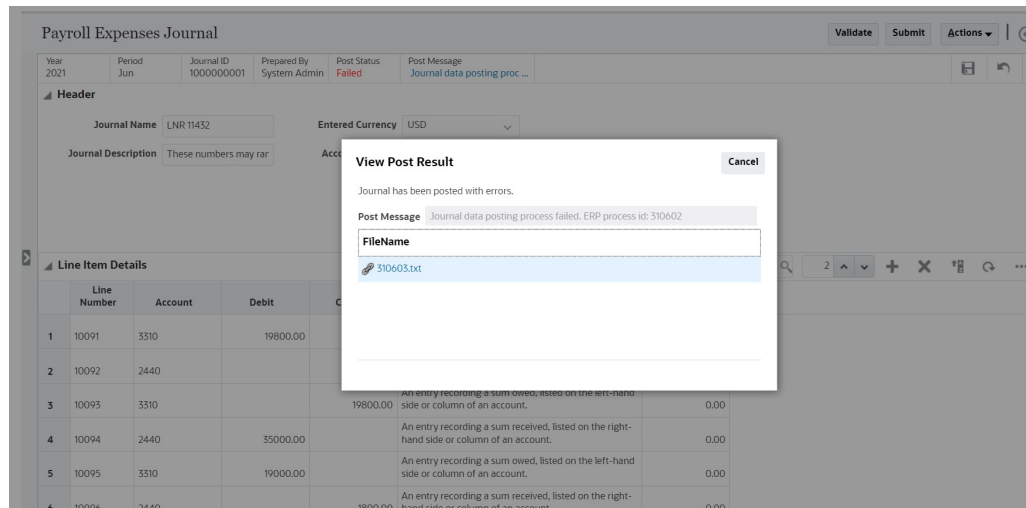 Payroll Expenses Journal
Validate Submit Actions
Year Period Journal ID Prepared By Post Status Post Message
2021 Jun 1000000001 System Admin Failed Journal data posting proc ...
Header
Journal Name LNR 11432 Entered Currency USD
Journal Description These numbers may rar Acco
View Post Result Cancel
Journal has been posted with errors.
Post Message Journal data posting process failed. ERP process id: 310602
FileName
310603.txt
Line Item Details 2 ...
Line
Number Account Debit C
1 10091 3310 19800.00
2 10092 2440
An entry recording a sum owed, listed on the left-hand
3 10093 3310 19800.00 side or column of an account. 0.00
An entry recording a sum received, listed on the right-
4 10094 2440 35000.00 hand side or column of an account. 0.00
An entry recording a sum owed, listed on the left-hand
5 10095 3310 19000.00 side or column of an account. 0.00
An entry recording a sum received, listed on the right-
6 10096 2440 1800.00 hand side or column of an account. 0.00